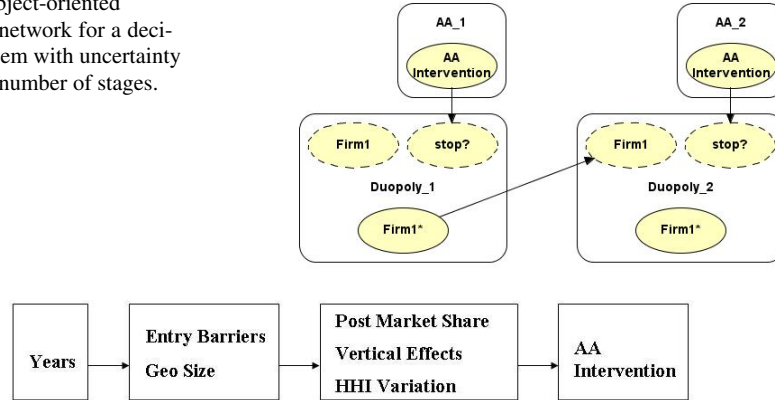 bject-oriented
network for a deci-
em with uncertainty
number of stages.
AA_1
AA
Intervention
AA_2
AA
Intervention
Firm1
stop?
Duopoly_1
Firm1*
Firm1
stop?
Duopoly_2
Firm1*
Years
Entry Barriers
Geo Size
Post Market Share
Vertical Effects
HHI Variation
AA
Intervention